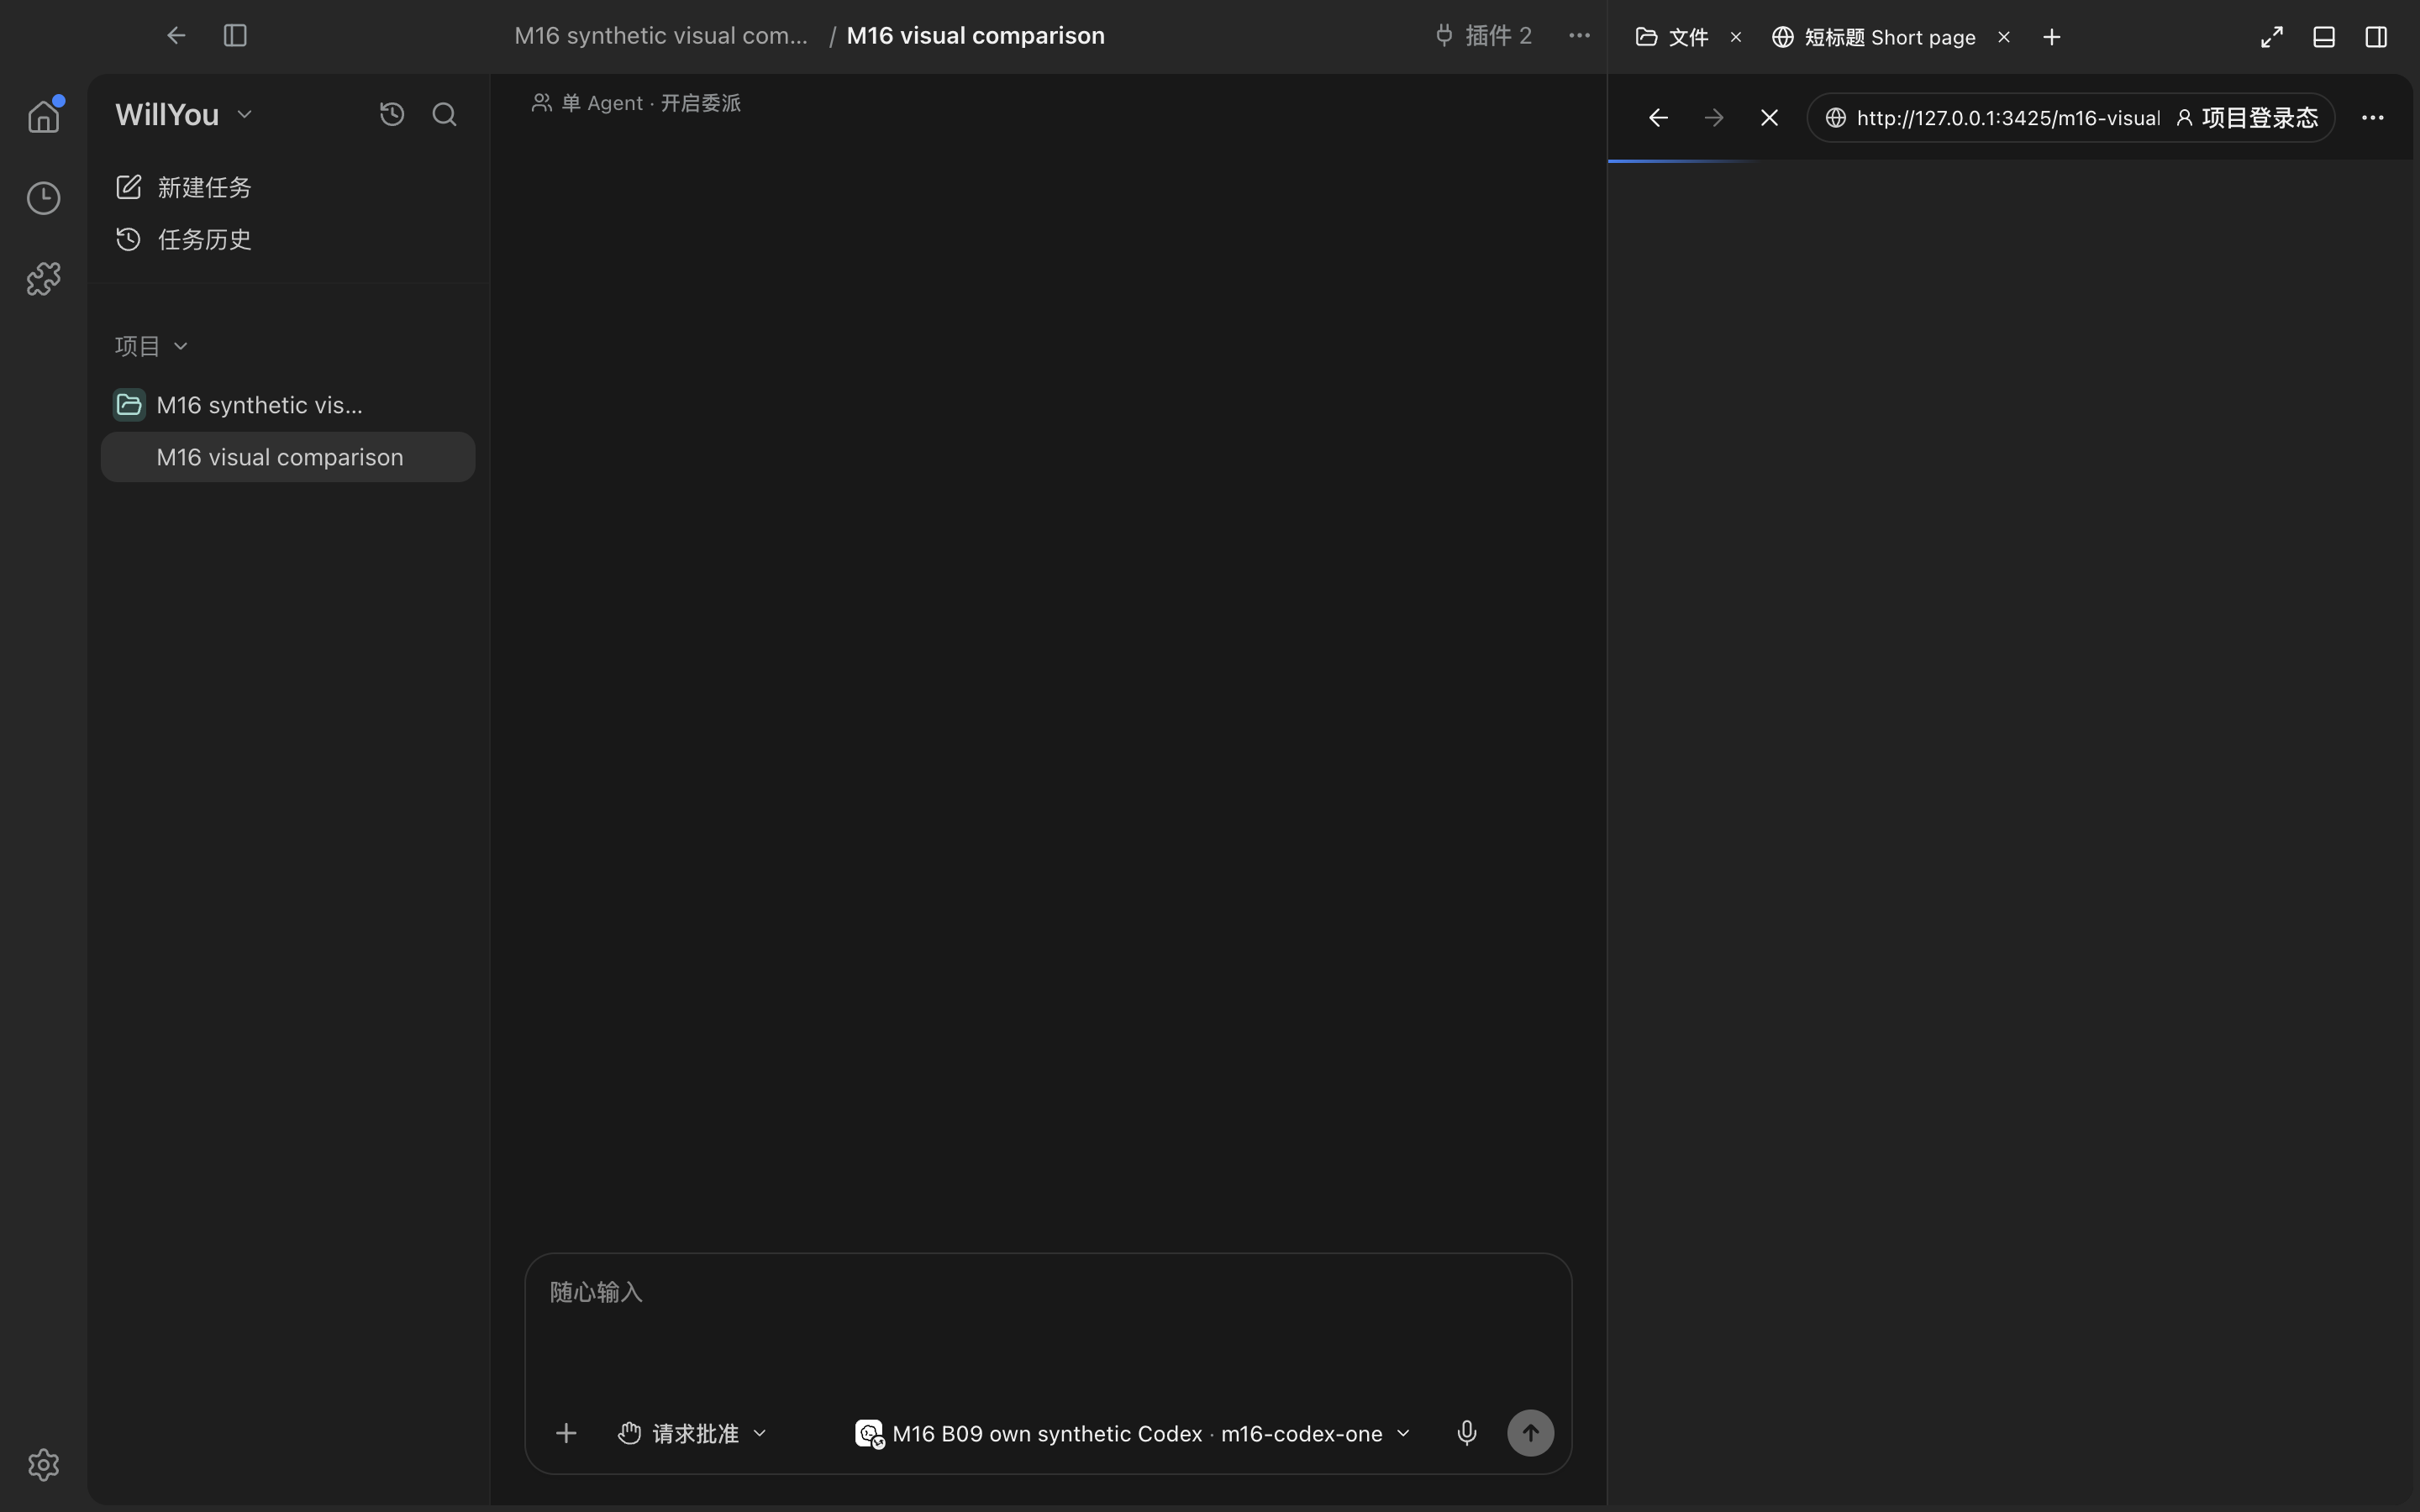 M16 synthetic visual com... / M16 visual comparison
插件 2
文件
短标题 Short page
WillYou
新建任务
任务历史
项目
M16 synthetic vis...
M16 visual comparison
单 Agent · 开启委派
http://127.0.0.1:3425/m16-visual
项目登录态
随心输入
请求批准
M16 B09 own synthetic Codex · m16-codex-one